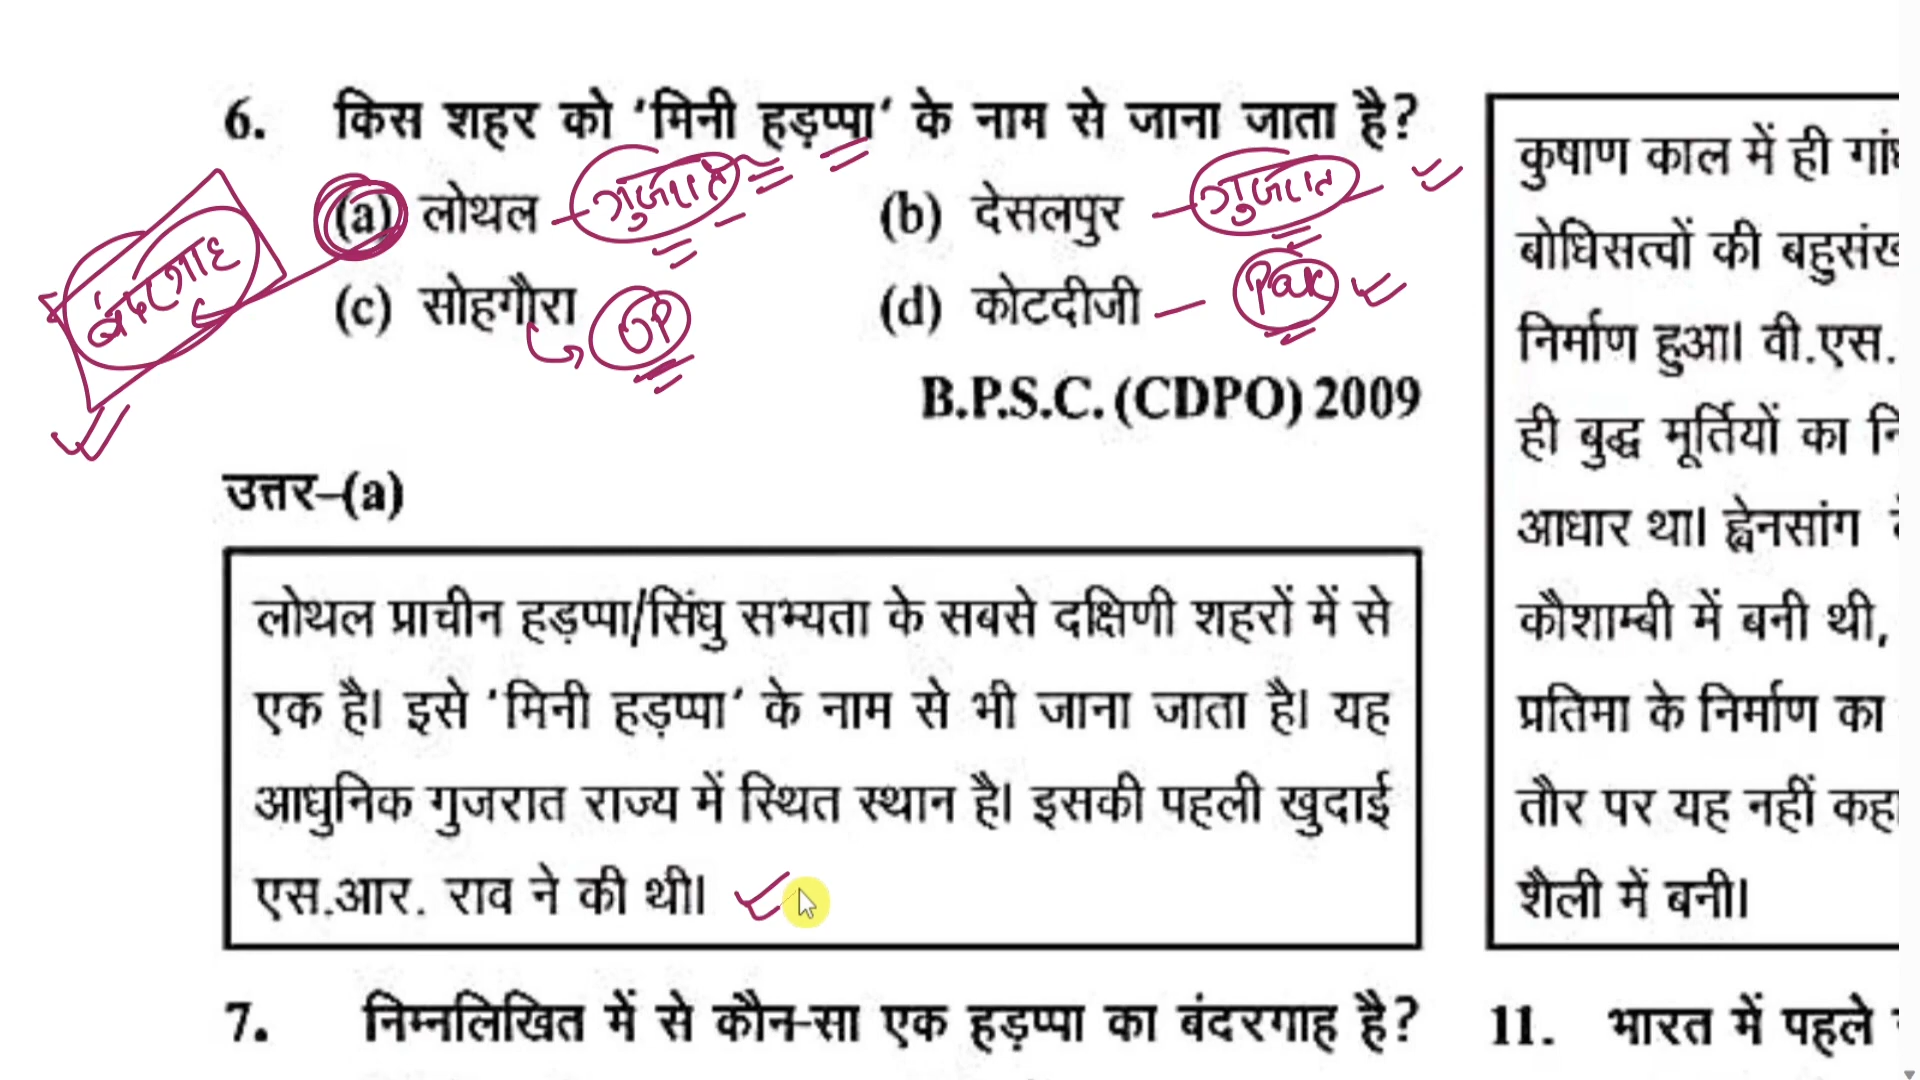 6. किस शहर को ‘मिनी हड़प्पा’ के नाम से जाना जाता है?
(a) लोथल – गुजरात (b) देसलपुर – गुजरात
(c) सोहगौरा UP (d) कोटदीजी – Pak
बंदरगाह
B.P.S.C. (CDPO) 2009
उत्तर–(a)
लोथल प्राचीन हड़प्पा/सिंधु सभ्यता के सबसे दक्षिणी शहरों में से
एक है। इसे ‘मिनी हड़प्पा’ के नाम से भी जाना जाता है। यह
आधुनिक गुजरात राज्य में स्थित स्थान है। इसकी पहली खुदाई
एस.आर. राव ने की थी।
7. निम्नलिखित में से कौन-सा एक हड़प्पा का बंदरगाह है?
कुषाण काल में ही
बोधिसत्वों की
निर्माण हुआ। वी.एस.
ही बुद्ध मूर्तियों का
आधार था। ह्वेनसांग
कौशाम्बी में बनी थी,
प्रतिमा के निर्माण का
तौर पर यह नहीं
शैली में बनी।
11. भारत में पहले